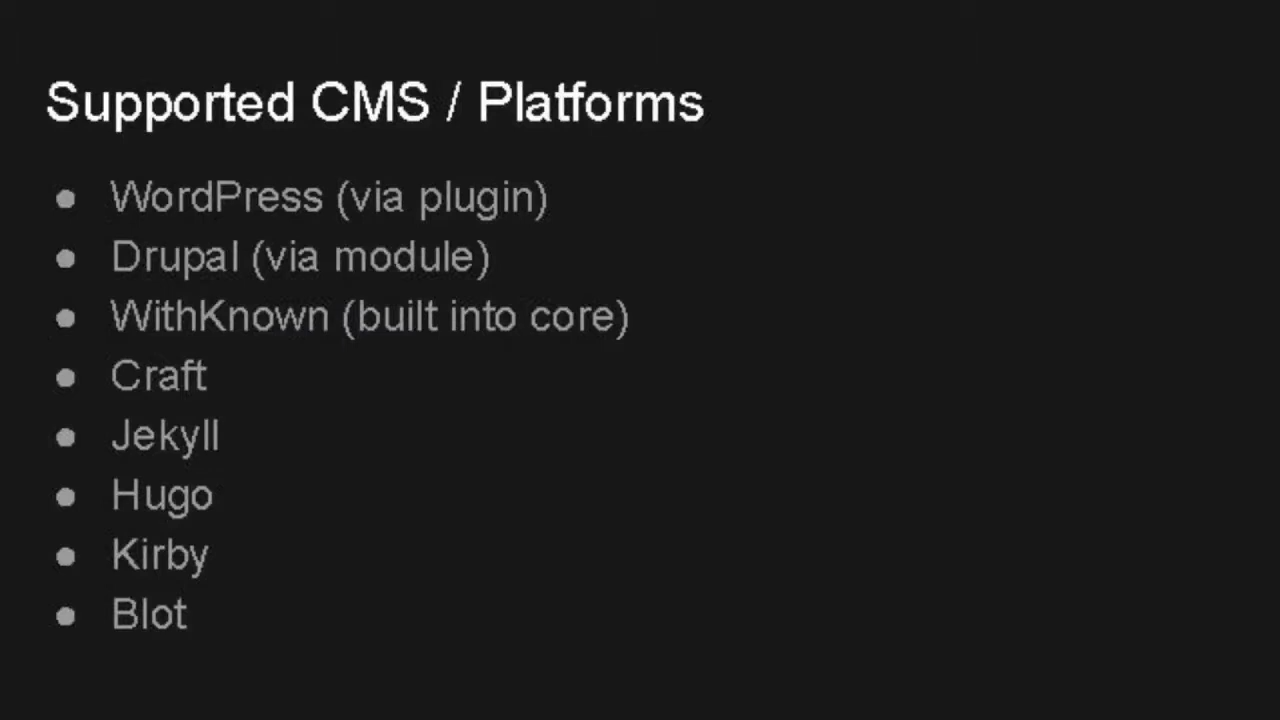 Supported CMS / Platforms
● WordPress (via plugin)
● Drupal (via module)
● WithKnown (built into core)
● Craft
● Jekyll
● Hugo
● Kirby
● Blot